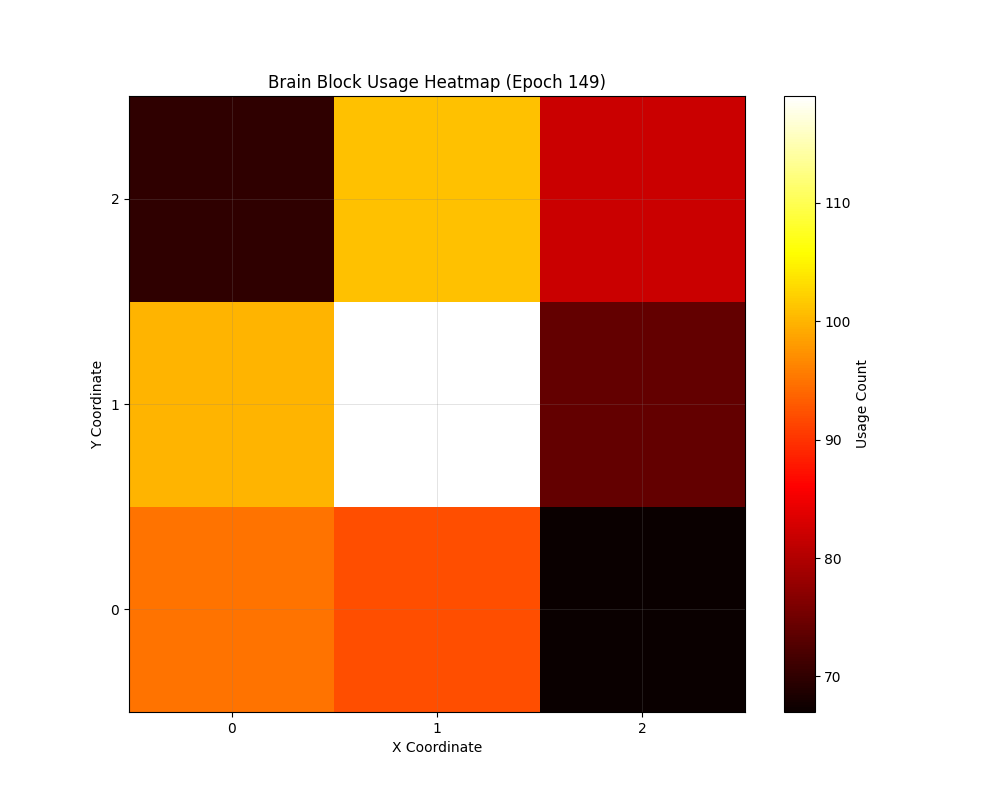 Brain Block Usage Heatmap (Epoch 149)
2
1
0
Y Coordinate
0 1 2
X Coordinate
110
100
90
80
70
Usage Count